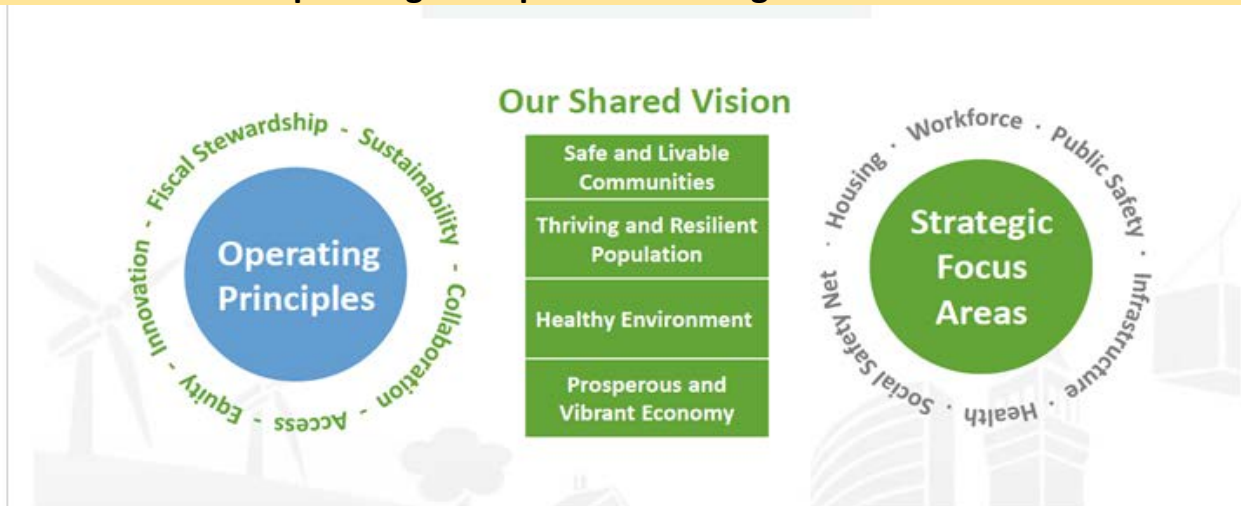 Our Shared Vision
Fiscal Stewardship - Sustainability - Collaboration - Access - Equity - Innovation -
Operating
Principles
Safe and Livable
Communities
Thriving and Resilient
Population
Healthy Environment
Prosperous and
Vibrant Economy
· Housing · Workforce · Public Safety · Infrastructure · Health · Social Safety Net
Strategic
Focus
Areas